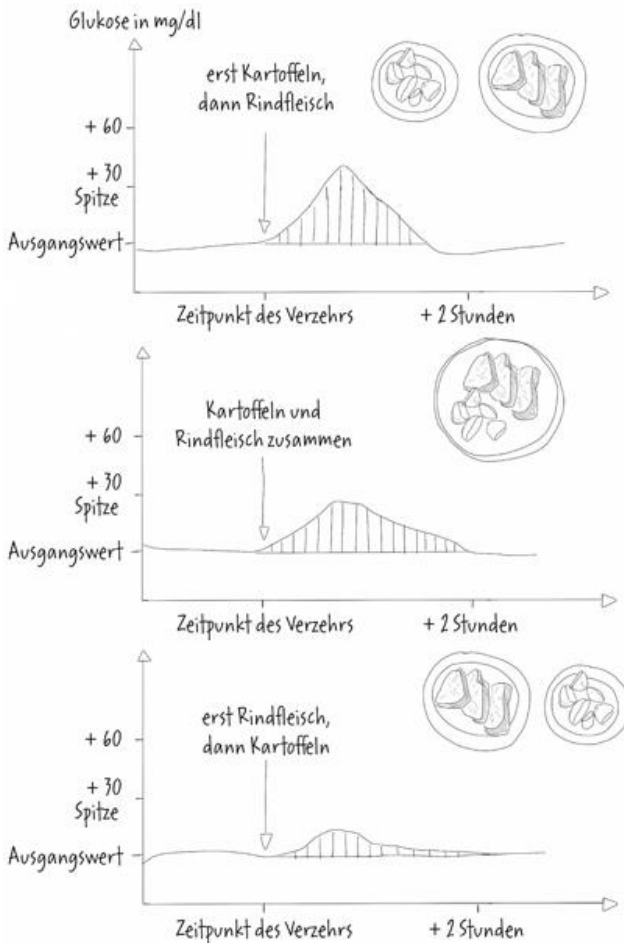 Glukose in mg/dl
erst Kartoffeln,
dann Rindfleisch
+ 60
+ 30
Spitze
Ausgangswert
Zeitpunkt des Verzehrs
+ 2 Stunden
Kartoffeln und
Rindfleisch zusammen
+ 60
+ 30
Spitze
Ausgangswert
Zeitpunkt des Verzehrs
+ 2 Stunden
erst Rindfleisch,
dann Kartoffeln
+ 60
+ 30
Spitze
Ausgangswert
Zeitpunkt des Verzehrs
+ 2 Stunden